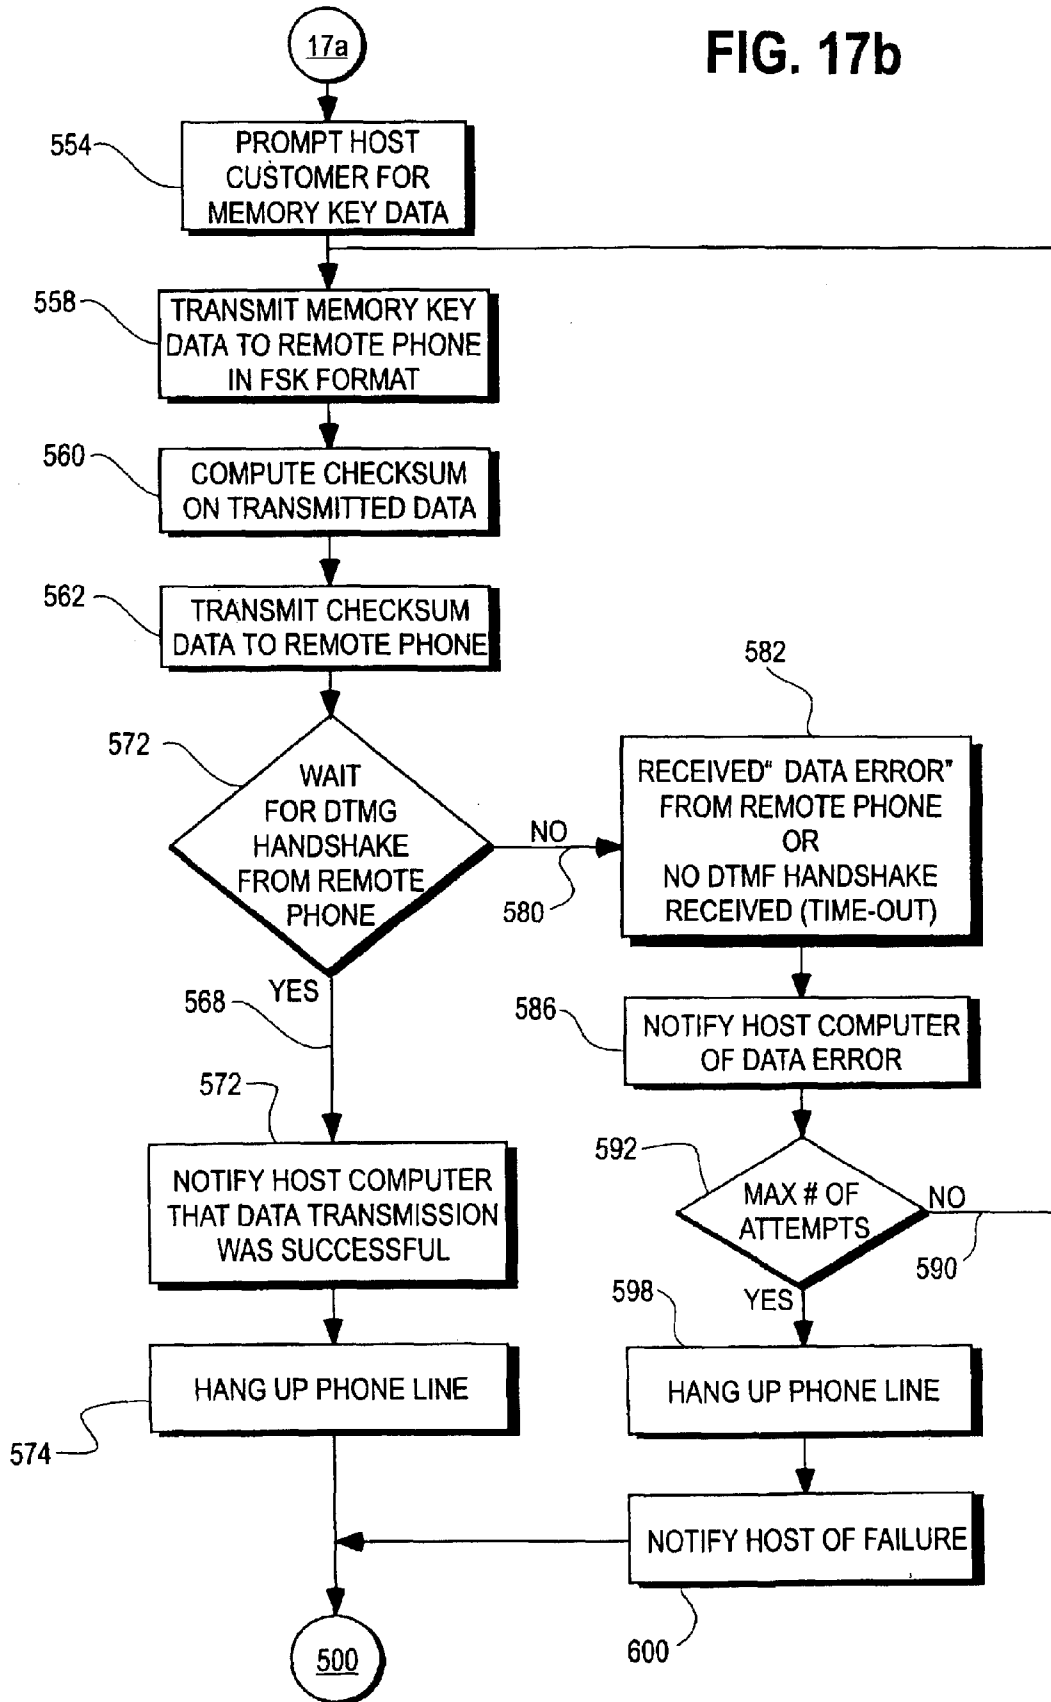 17a
FIG. 17b
554
PROMPT HOST
CUSTOMER FOR
MEMORY KEY DATA
558
TRANSMIT MEMORY KEY
DATA TO REMOTE PHONE
IN FSK FORMAT
560
COMPUTE CHECKSUM
ON TRANSMITTED DATA
562
TRANSMIT CHECKSUM
DATA TO REMOTE PHONE
572
WAIT
FOR DTMG
HANDSHAKE
FROM REMOTE
PHONE
NO
580
582
RECEIVED" DATA ERROR"
FROM REMOTE PHONE
OR
NO DTMF HANDSHAKE
RECEIVED (TIME-OUT)
YES
568
586
NOTIFY HOST COMPUTER
OF DATA ERROR
572
NOTIFY HOST COMPUTER
THAT DATA TRANSMISSION
WAS SUCCESSFUL
592
MAX # OF
ATTEMPTS
NO
590
YES
598
HANG UP PHONE LINE
574
HANG UP PHONE LINE
NOTIFY HOST OF FAILURE
600
500